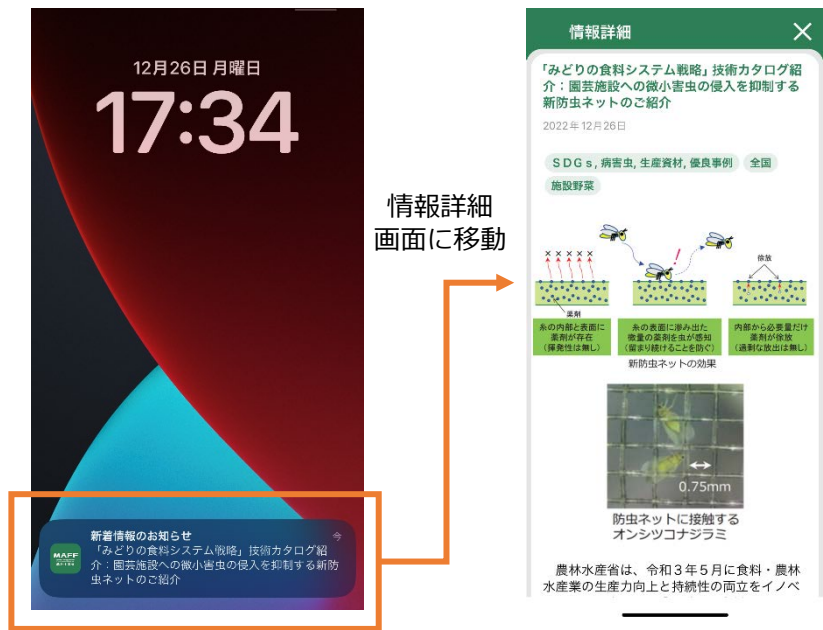 12月26日 月曜日
17:34
新着情報のお知らせ
今
「みどりの食料システム戦略」技術カタログ紹
介：園芸施設への微小害虫の侵入を抑制する新防
虫ネットのご紹介
MAFF
情報詳細
画面に移動
情報詳細
「みどりの食料システム戦略」技術カタログ紹
介：園芸施設への微小害虫の侵入を抑制する
新防虫ネットのご紹介
2022年12月26日
ＳＤＧｓ, 病害虫, 生産資材, 優良事例
全国
施設野菜
×××××
!
徐放
薬剤
糸の内部と表面に
薬剤が存在
（揮発性は無し）
糸の表面に滲み出た
微量の薬剤を虫が感知
（留まり続けることを防ぐ）
内部から必要量だけ
薬剤が徐放
（過剰な放出は無し）
新防虫ネットの効果
0.75mm
防虫ネットに接触する
オンシツコナジラミ
農林水産省は、令和３年５月に食料・農林
水産業の生産力向上と持続性の両立をイノベ